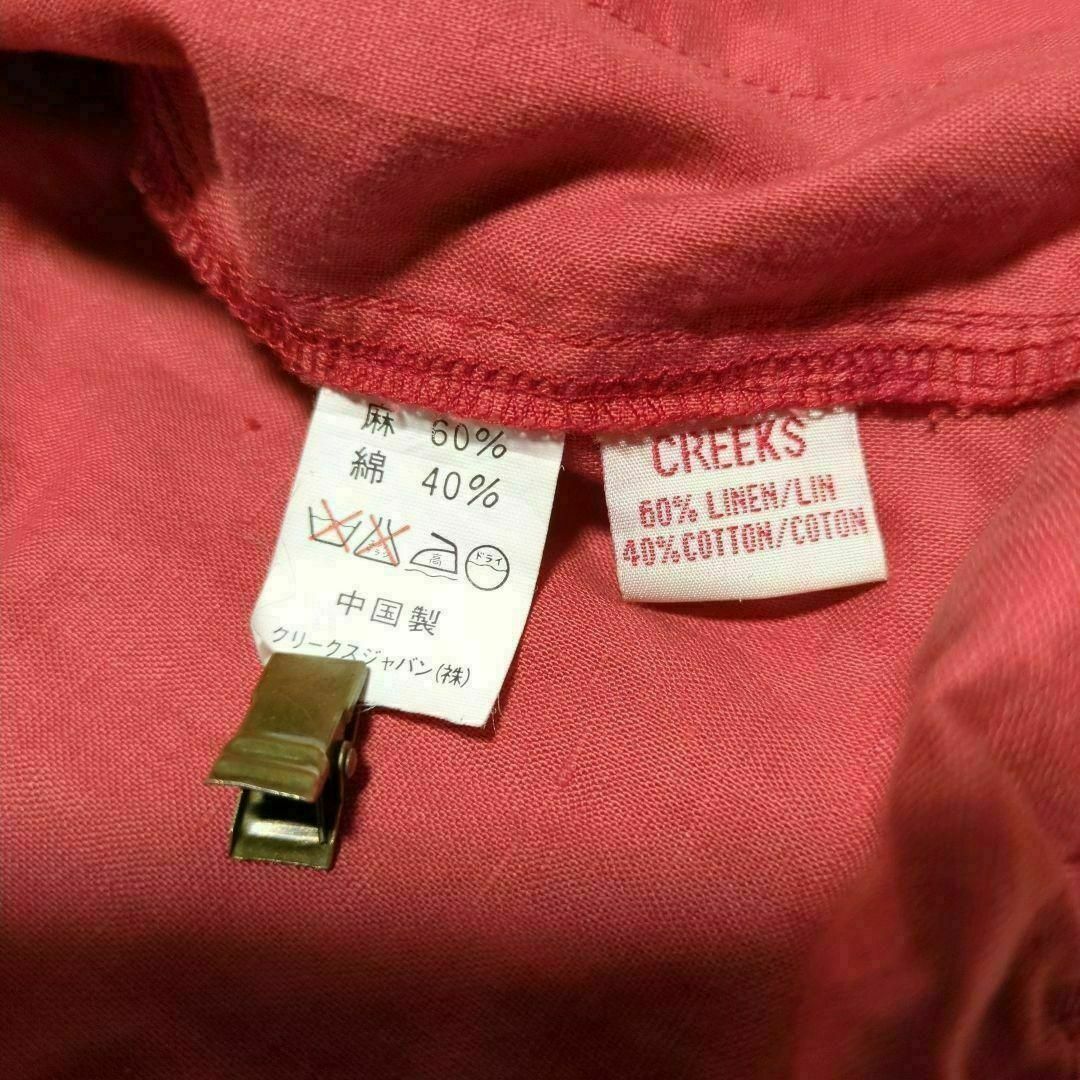 麻 60%
綿 40%
高
ドライ
中国製
クリークスジャパン(株)
CREEKS
60% LINEN/LIN
40% COTTON/COTON